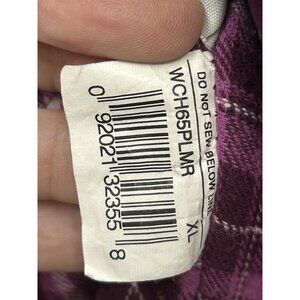 DO NOT SEW BELOW LINE
WCH65PLMR XL
0 92021 32355 8